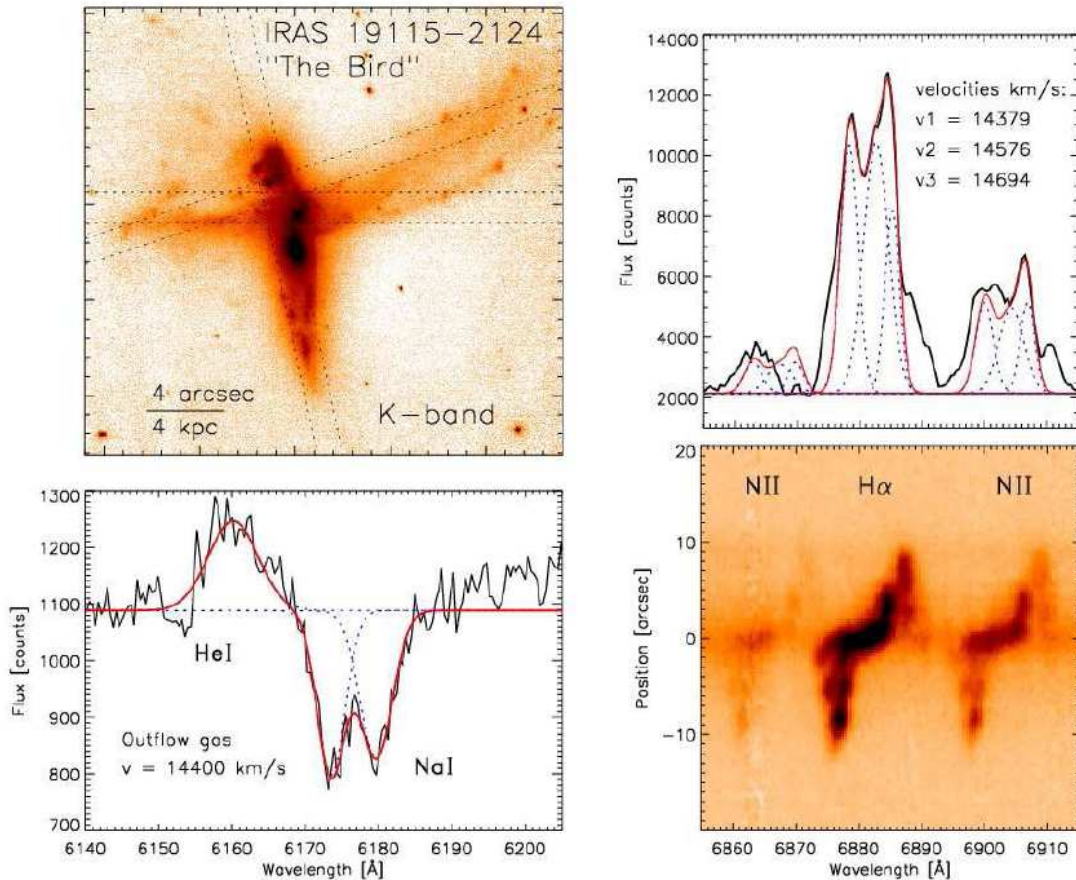 IRAS 19115-2124
"The Bird"
4 arcsec
4 kpc
K-band
14000
12000
10000
8000
6000
4000
2000
Flux [counts]
velocities km/s:
v1 = 14379
v2 = 14576
v3 = 14694
1300
1200
1100
1000
900
800
700
Flux [counts]
HeI
Outflow gas
v = 14400 km/s
NaI
6140 6150 6160 6170 6180 6190 6200
Wavelength [Å]
20
10
0
-10
Position [arcsec]
NII Hα NII
6860 6870 6880 6890 6900 6910
Wavelength [Å]